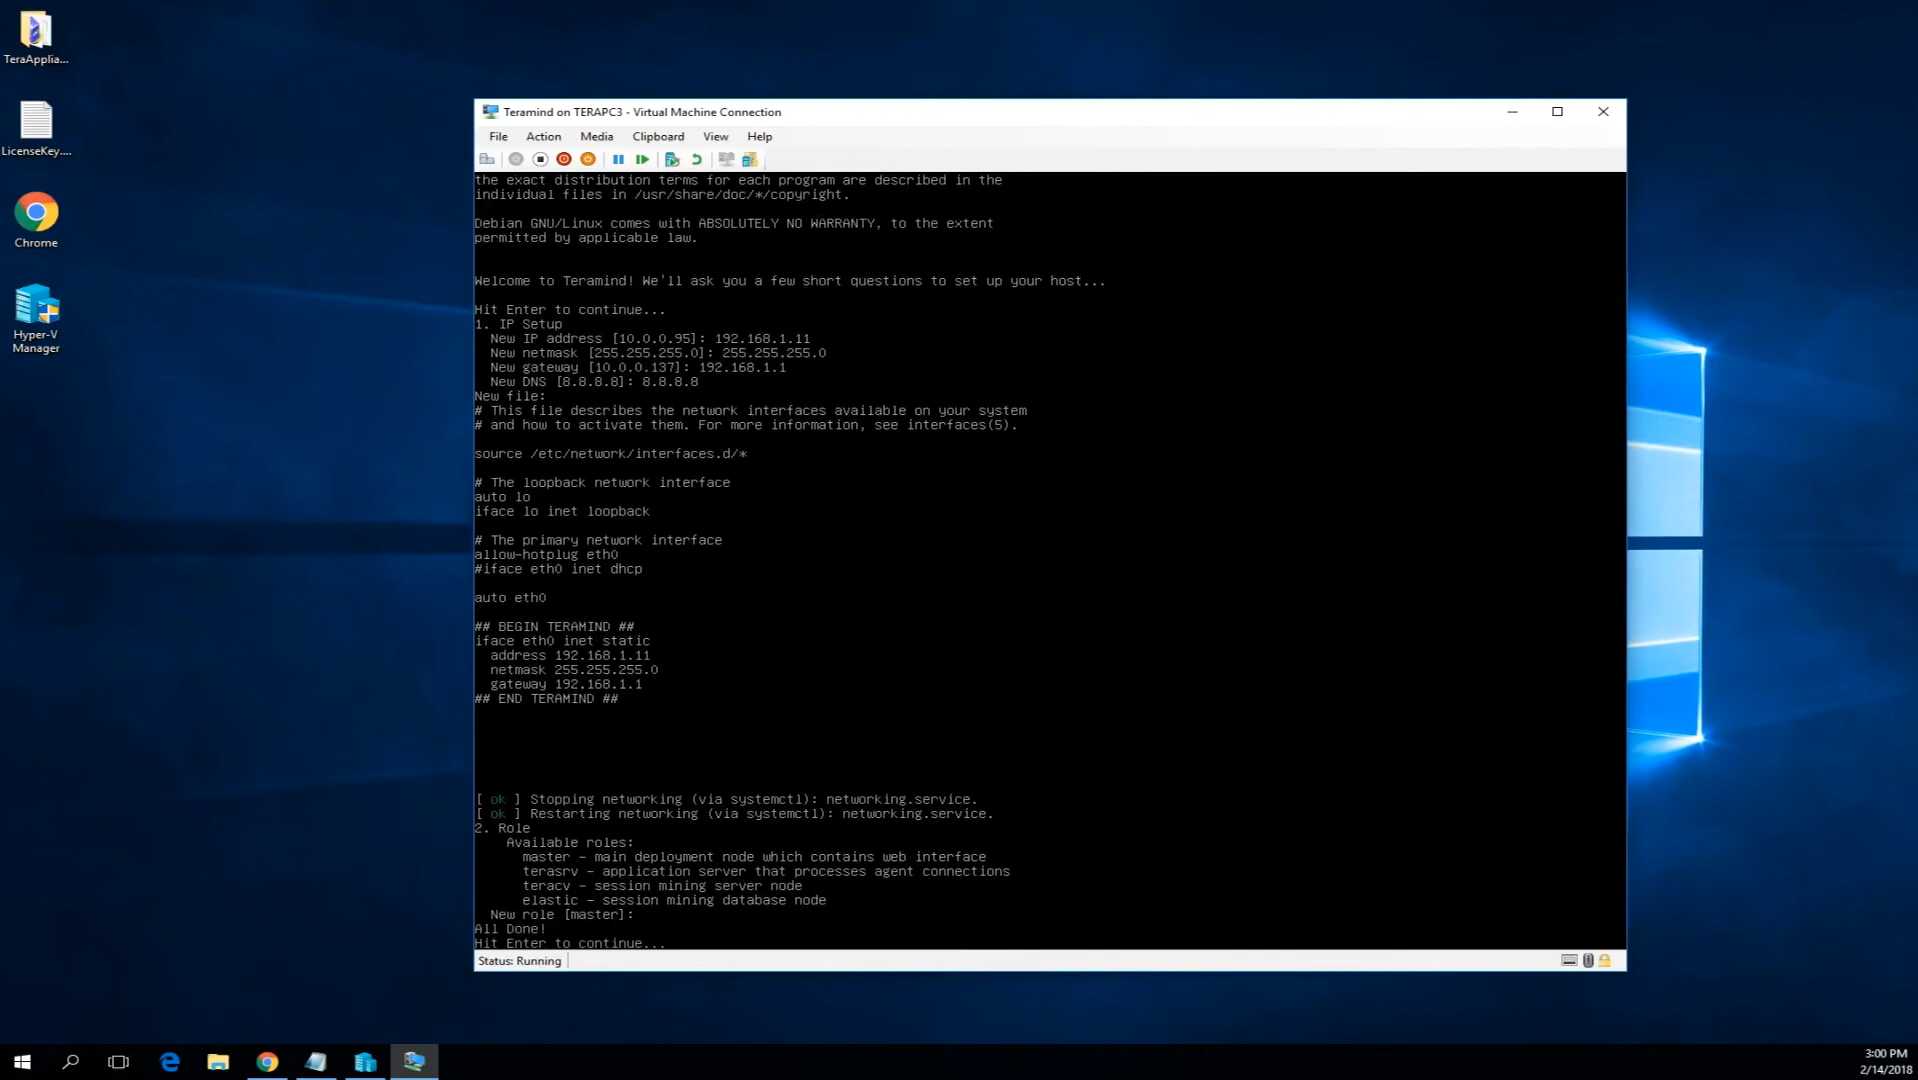 TeraApplia...
LicenseKey....
Chrome
Hyper-V
Manager
Teramind on TERAPC3 - Virtual Machine Connection
File Action Media Clipboard View Help
the exact distribution terms for each program are described in the
individual files in /usr/share/doc/*/copyright.
Debian GNU/Linux comes with ABSOLUTELY NO WARRANTY, to the extent
permitted by applicable law.
Welcome to Teramind! We'll ask you a few short questions to set up your host...
Hit Enter to continue...
1. IP Setup
New IP address [10.0.0.95]: 192.168.1.11
New netmask [255.255.255.0]: 255.255.255.0
New gateway [10.0.0.137]: 192.168.1.1
New DNS [8.8.8.8]: 8.8.8.8
New file:
# This file describes the network interfaces available on your system
# and how to activate them. For more information, see interfaces(5).
source /etc/network/interfaces.d/*
# The loopback network interface
auto lo
iface lo inet loopback
# The primary network interface
allow-hotplug eth0
#iface eth0 inet dhcp
auto eth0
## BEGIN TERAMIND ##
iface eth0 inet static
address 192.168.1.11
netmask 255.255.255.0
gateway 192.168.1.1
## END TERAMIND ##
[ ok ] Stopping networking (via systemctl): networking.service.
[ ok ] Restarting networking (via systemctl): networking.service.
2. Role
Available roles:
master - main deployment node which contains web interface
terasrv - application server that processes agent connections
teracv - session mining server node
elastic - session mining database node
New role [master]:
All Done!
Hit Enter to continue...
Status: Running
3:00 PM
2/14/2018